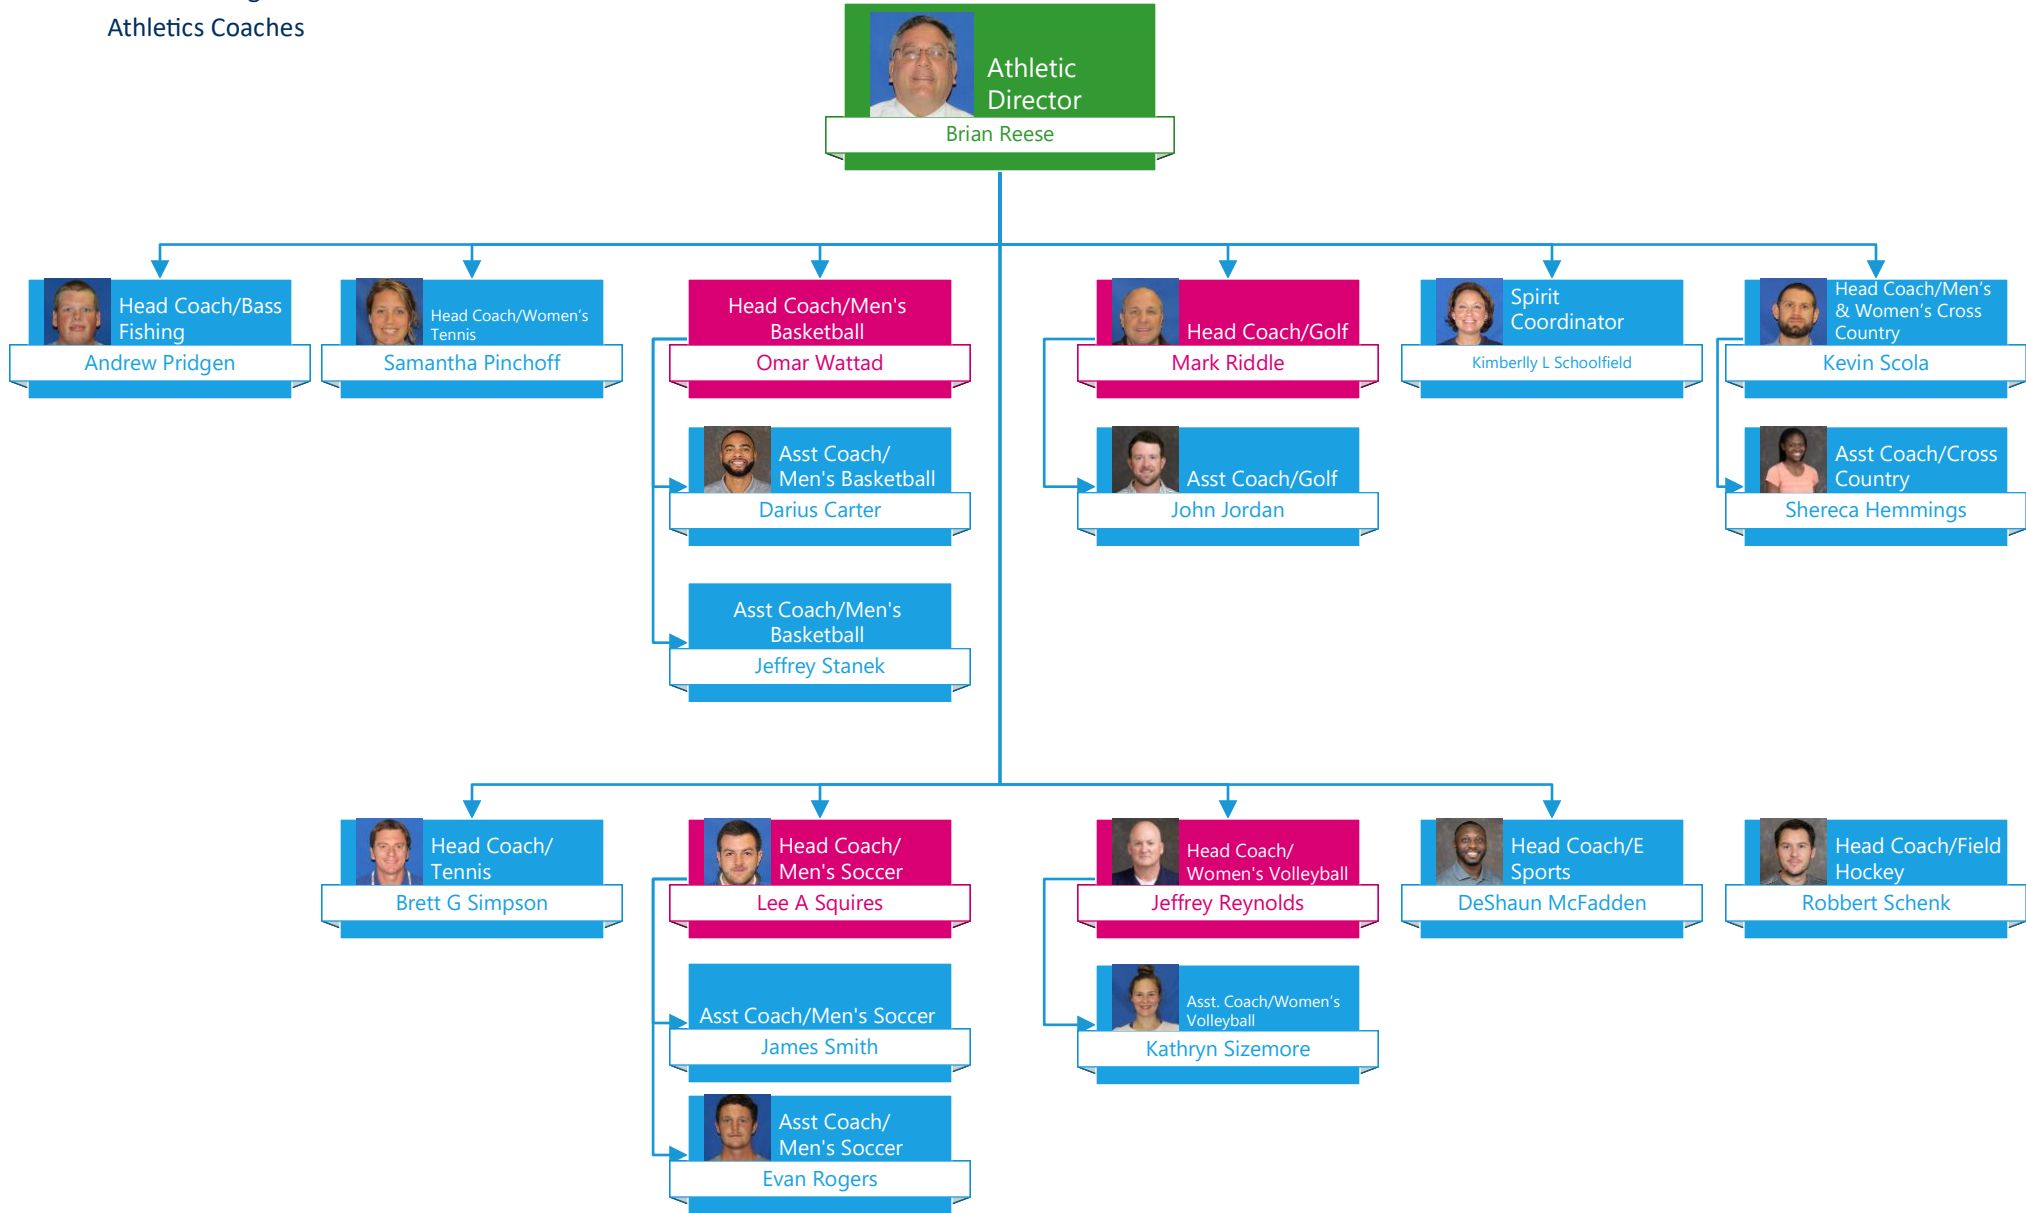 Athletics Coaches
Athletic
Director
Brian Reese
Head Coach/Bass
Fishing
Andrew Pridgen
Head Coach/Women’s
Tennis
Samantha Pinchoff
Head Coach/Men's
Basketball
Omar Wattad
Head Coach/Golf
Mark Riddle
Spirit
Coordinator
Kimberlly L Schoolfield
Head Coach/Men’s
& Women’s Cross
Country
Kevin Scola
Asst Coach/
Men's Basketball
Darius Carter
Asst Coach/Golf
John Jordan
Asst Coach/Cross
Country
Shereca Hemmings
Asst Coach/Men's
Basketball
Jeffrey Stanek
Head Coach/
Tennis
Brett G Simpson
Head Coach/
Men's Soccer
Lee A Squires
Head Coach/
Women's Volleyball
Jeffrey Reynolds
Head Coach/E
Sports
DeShaun McFadden
Head Coach/Field
Hockey
Robbert Schenk
Asst Coach/Men's Soccer
James Smith
Asst. Coach/Women’s
Volleyball
Kathryn Sizemore
Asst Coach/
Men's Soccer
Evan Rogers